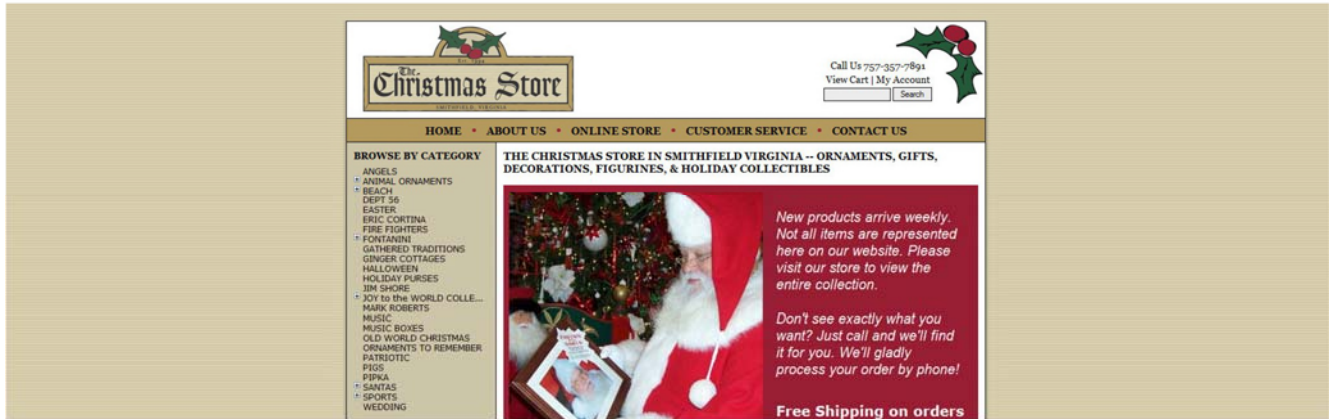 Est. 1994
The
Christmas Store
SMITHFIELD, VIRGINIA
Call Us 757-357-7891
View Cart | My Account
Search
HOME • ABOUT US • ONLINE STORE • CUSTOMER SERVICE • CONTACT US
BROWSE BY CATEGORY
ANGELS
ANIMAL ORNAMENTS
BEACH
DEPT 56
EASTER
ERIC CORTINA
FIRE FIGHTERS
FONTANINI
GATHERED TRADITIONS
GINGER COTTAGES
HALLOWEEN
HOLIDAY PURSES
JIM SHORE
JOY to the WORLD COLLE...
MARK ROBERTS
MUSIC
MUSIC BOXES
OLD WORLD CHRISTMAS
ORNAMENTS TO REMEMBER
PATRIOTIC
PIGS
PIPKA
SANTAS
SPORTS
WEDDING
THE CHRISTMAS STORE IN SMITHFIELD VIRGINIA -- ORNAMENTS, GIFTS,
DECORATIONS, FIGURINES, & HOLIDAY COLLECTIBLES
New products arrive weekly.
Not all items are represented
here on our website. Please
visit our store to view the
entire collection.
Don't see exactly what you
want? Just call and we'll find
it for you. We'll gladly
process your order by phone!
Free Shipping on orders